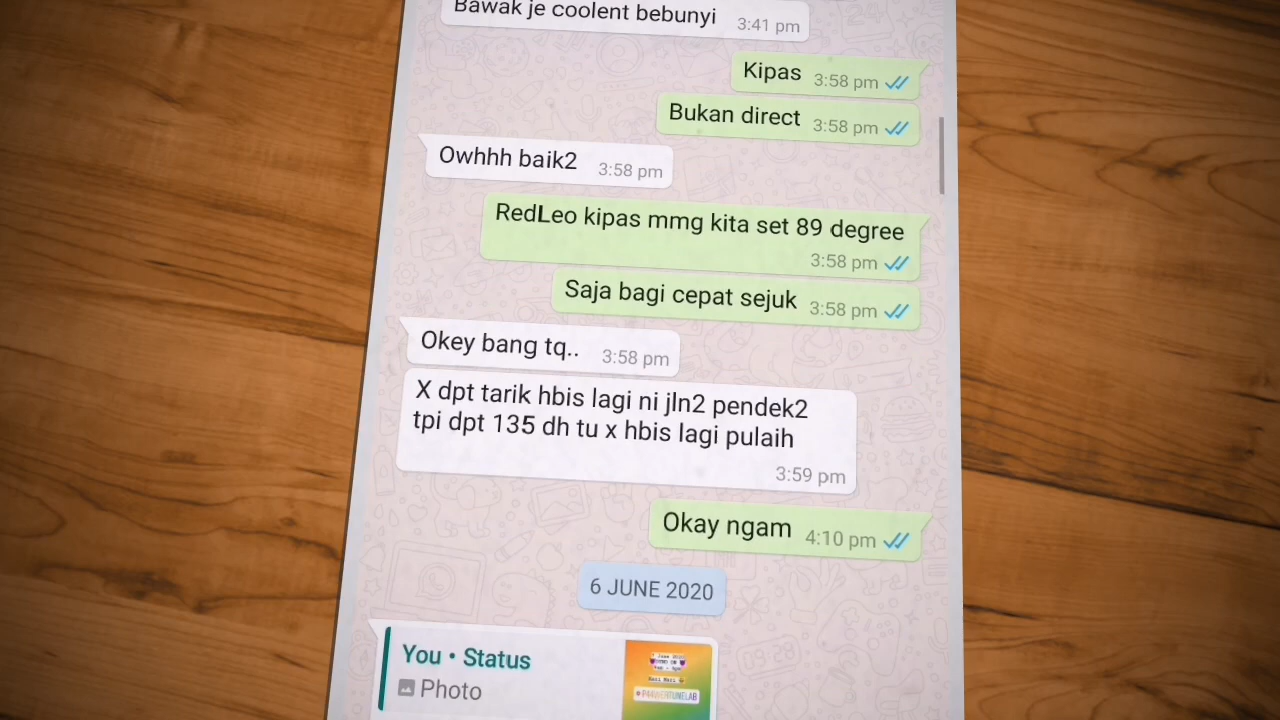 Bawak je coolent bebunyi 3:41 pm
Kipas 3:58 pm
Bukan direct 3:58 pm
Owhhh baik2 3:58 pm
RedLeo kipas mmg kita set 89 degree
3:58 pm
Saja bagi cepat sejuk 3:58 pm
Okey bang tq.. 3:58 pm
X dpt tarik hbis lagi ni jln2 pendek2
tpi dpt 135 dh tu x hbis lagi pulaih
3:59 pm
Okay ngam 4:10 pm
6 JUNE 2020
You • Status
Photo